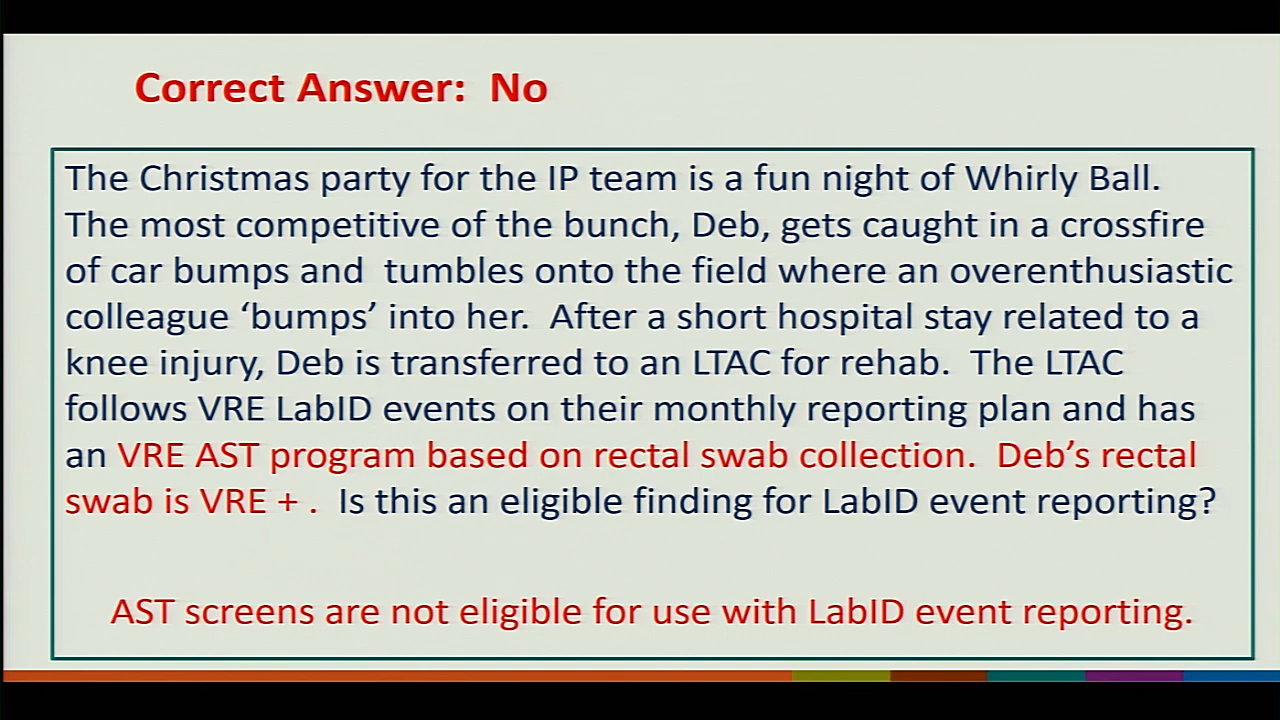 Correct Answer:  No
The Christmas party for the IP team is a fun night of Whirly Ball.
The most competitive of the bunch, Deb, gets caught in a crossfire
of car bumps and  tumbles onto the field where an overenthusiastic
colleague ‘bumps’ into her.  After a short hospital stay related to a
knee injury, Deb is transferred to an LTAC for rehab.  The LTAC
follows VRE LabID events on their monthly reporting plan and has
an VRE AST program based on rectal swab collection.  Deb’s rectal
swab is VRE + .  Is this an eligible finding for LabID event reporting?
AST screens are not eligible for use with LabID event reporting.